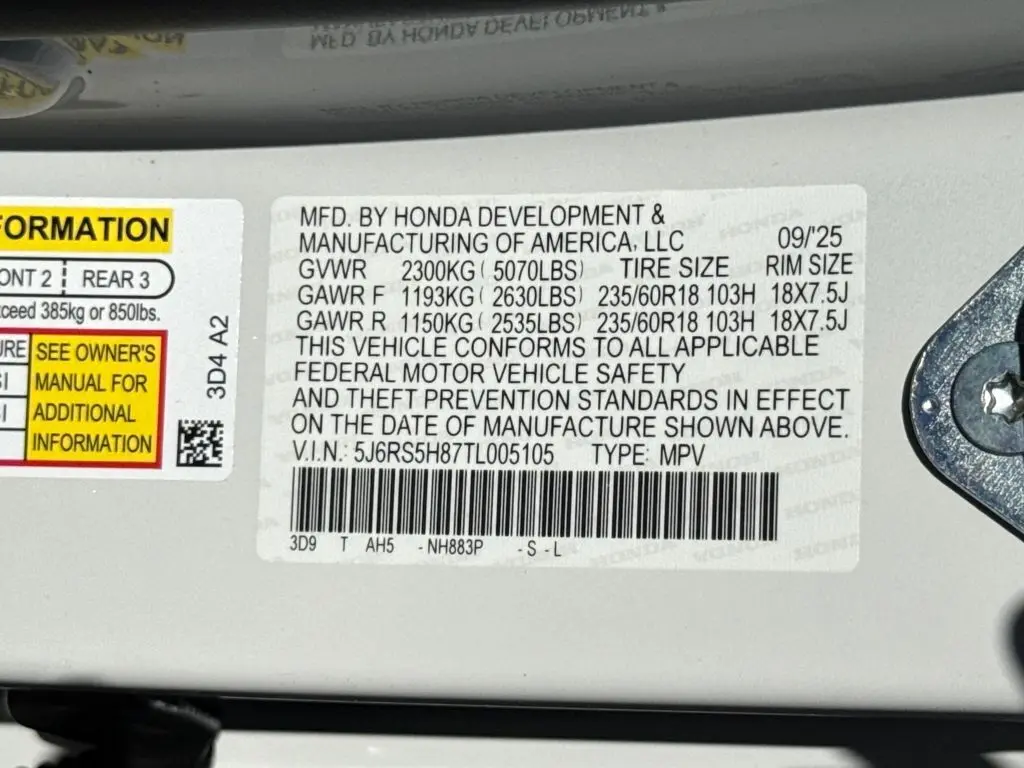 MFD. BY HONDA DEVELOPMENT &
FORMATION
ONT 2 REAR 3
xceed 385kg or 850lbs.
URE
SEE OWNER'S
MANUAL FOR
ADDITIONAL
INFORMATION
3D4 A2
MFD. BY HONDA DEVELOPMENT &
MANUFACTURING OF AMERICA, LLC 09/'25
GVWR 2300KG ( 5070LBS) TIRE SIZE RIM SIZE
GAWR F 1193KG ( 2630LBS) 235/60R18 103H 18X7.5J
GAWR R 1150KG ( 2535LBS) 235/60R18 103H 18X7.5J
THIS VEHICLE CONFORMS TO ALL APPLICABLE
FEDERAL MOTOR VEHICLE SAFETY
AND THEFT PREVENTION STANDARDS IN EFFECT
ON THE DATE OF MANUFACTURE SHOWN ABOVE.
V.I.N.: 5J6RS5H87TL005105 TYPE: MPV
3D9 T AH5 - NH883P - S - L